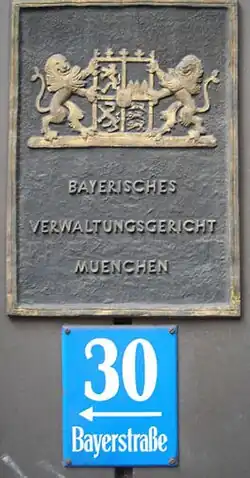 BAYERISCHES
VERWALTUNGSGERICHT
MUENCHEN
30
Bayerstraße